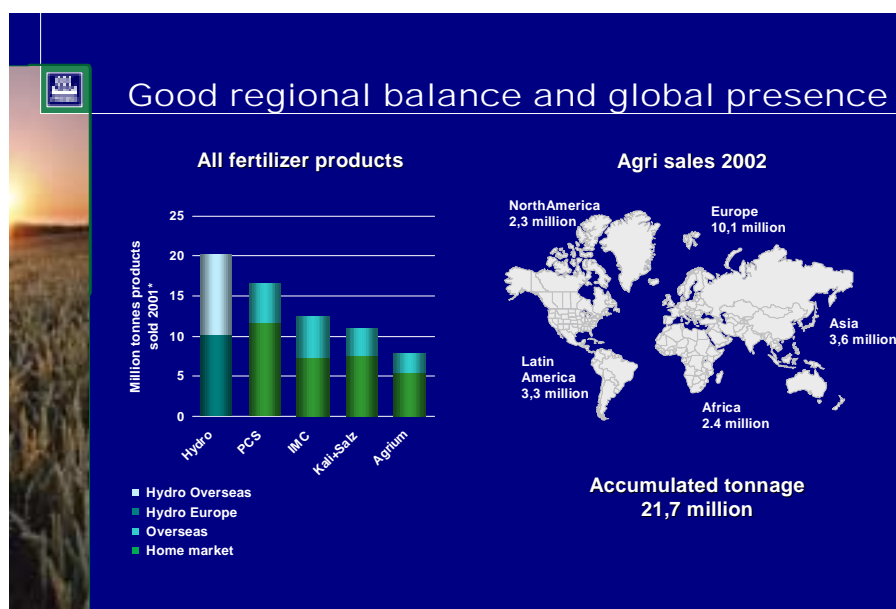 Good regional balance and global presence
All fertilizer products
Million tonnes products
sold 2001*
25
20
15
10
5
0
Hydro
PCS
IMC
Kali+Salz
Agrium
Hydro Overseas
Hydro Europe
Overseas
Home market
Agri sales 2002
NorthAmerica
2,3 million
Europe
10,1 million
Asia
3,6 million
Latin
America
3,3 million
Africa
2.4 million
Accumulated tonnage
21,7 million